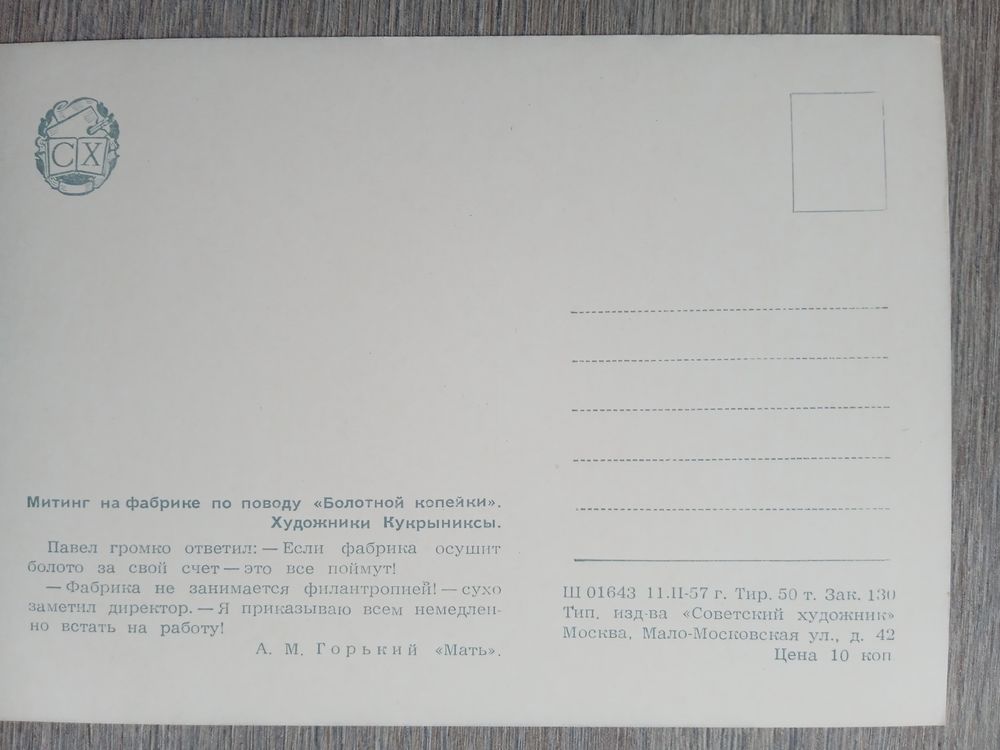 СХ
Митинг на фабрике по поводу «Болотной копейки».
Художники Кукрыниксы.
Павел громко ответил: — Если фабрика осушит
болото за свой счет — это все поймут!
— Фабрика не занимается филантропией! — сухо
заметил директор. — Я приказываю всем немедлен-
но встать на работу!
А. М. Горький «Мать».
Ш 01643 11.II-57 г. Тир. 50 т. Зак. 130
Тип. изд-ва «Советский художник»
Москва, Мало-Московская ул., д. 42
Цена 10 коп